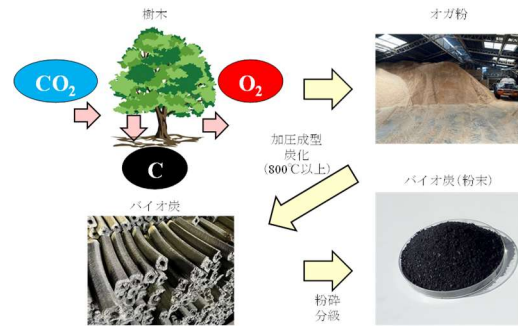 樹木
オガ粉
CO₂
O₂
C
加圧成型
炭化
(800℃以上)
バイオ炭
バイオ炭(粉末)
粉砕
分級